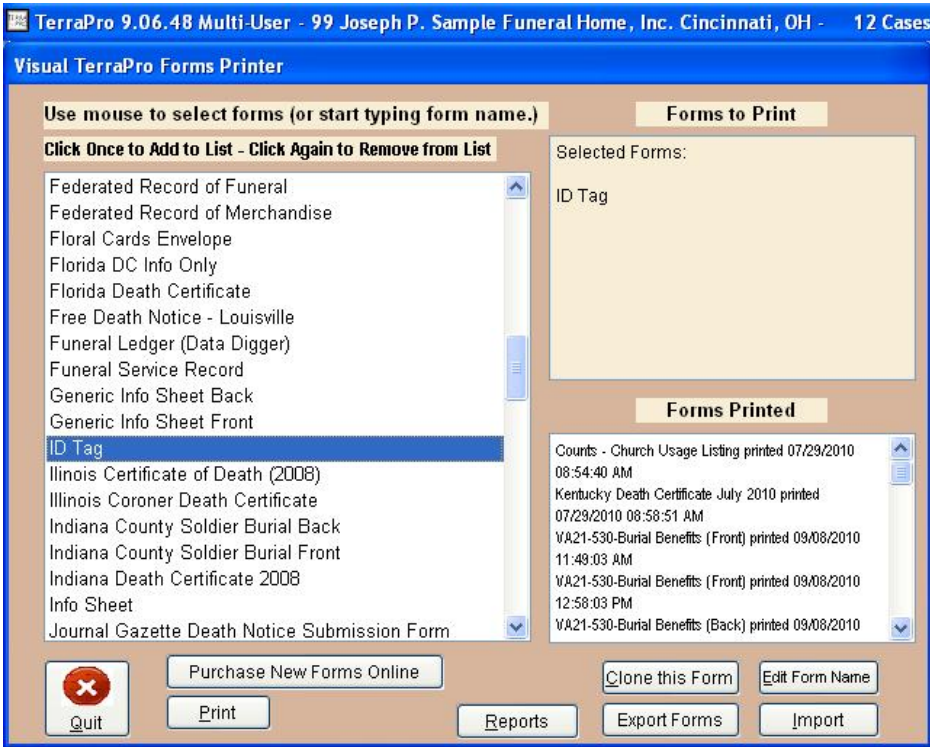 TerraPro 9.06.48 Multi-User - 99 Joseph P. Sample Funeral Home, Inc. Cincinnati, OH -    12 Cases
Visual TerraPro Forms Printer
Use mouse to select forms (or start typing form name.)
Click Once to Add to List - Click Again to Remove from List
Federated Record of Funeral
Federated Record of Merchandise
Floral Cards Envelope
Florida DC Info Only
Florida Death Certificate
Free Death Notice - Louisville
Funeral Ledger (Data Digger)
Funeral Service Record
Generic Info Sheet Back
Generic Info Sheet Front
ID Tag
Ilinois Certificate of Death (2008)
Illinois Coroner Death Certificate
Indiana County Soldier Burial Back
Indiana County Soldier Burial Front
Indiana Death Certificate 2008
Info Sheet
Journal Gazette Death Notice Submission Form
Forms to Print
Selected Forms:
ID Tag
Forms Printed
Counts - Church Usage Listing printed 07/29/2010
08:54:40 AM
Kentucky Death Certificate July 2010 printed
07/29/2010 08:58:51 AM
VA21-530-Burial Benefits (Front) printed 09/08/2010
11:49:03 AM
VA21-530-Burial Benefits (Front) printed 09/08/2010
12:58:03 PM
VA21-530-Burial Benefits (Back) printed 09/08/2010
Quit
Purchase New Forms Online
Print
Reports
Clone this Form
Edit Form Name
Export Forms
Import